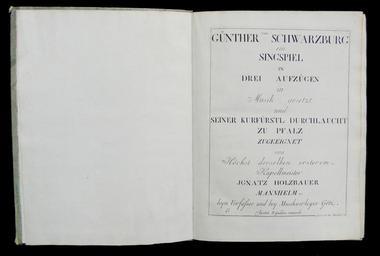 GÜNTHER von SCHWARZBURG
ein
SINGSPIEL
IN
DREI AUFZÜGEN
in
Musik gesetzt
und
SEINER KURFÜRSTL. DURCHLAUCHT
ZU PFALZ
ZUGEEIGNET
von
Höchst derselben ersterem
Kapellmeister
IGNATZ HOLZBAUER
MANNHEIM
beym Verfasser und bey Musikverleger Götz